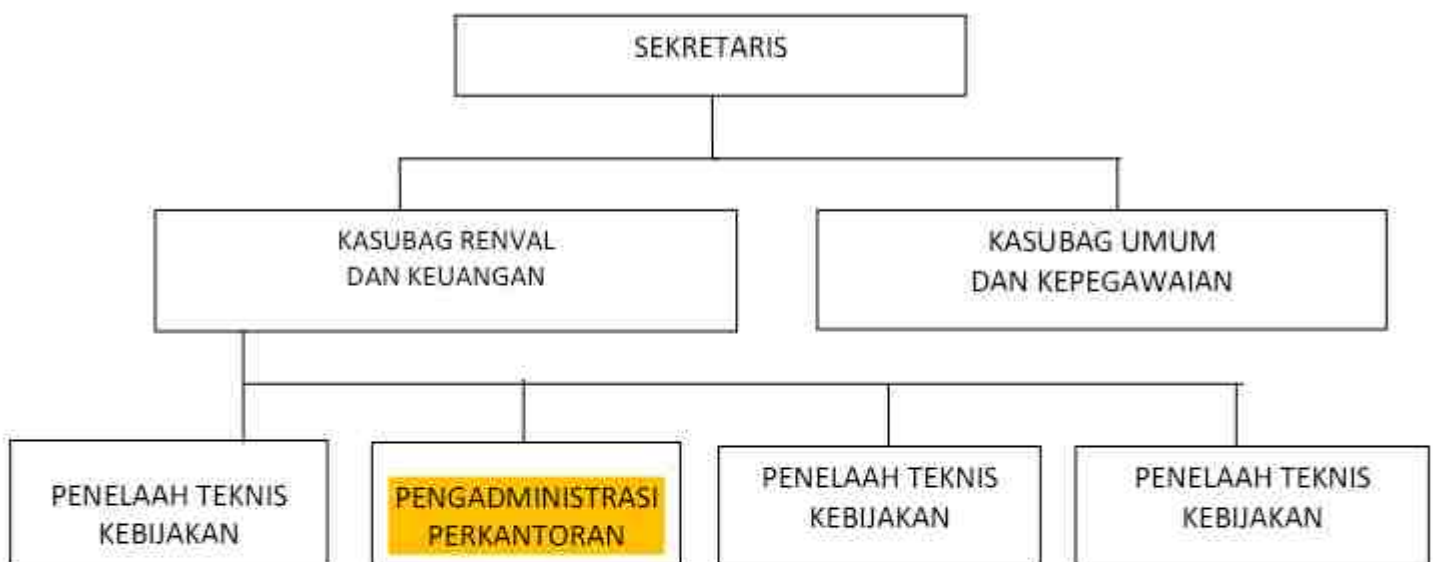 SEKRETARIS
KASUBAG RENVAL
DAN KEUANGAN
KASUBAG UMUM
DAN KEPEGAWAIAN
PENELAAH TEKNIS
KEBIJAKAN
PENGADMINISTRASI
PERKANTORAN
PENELAAH TEKNIS
KEBIJAKAN
PENELAAH TEKNIS
KEBIJAKAN